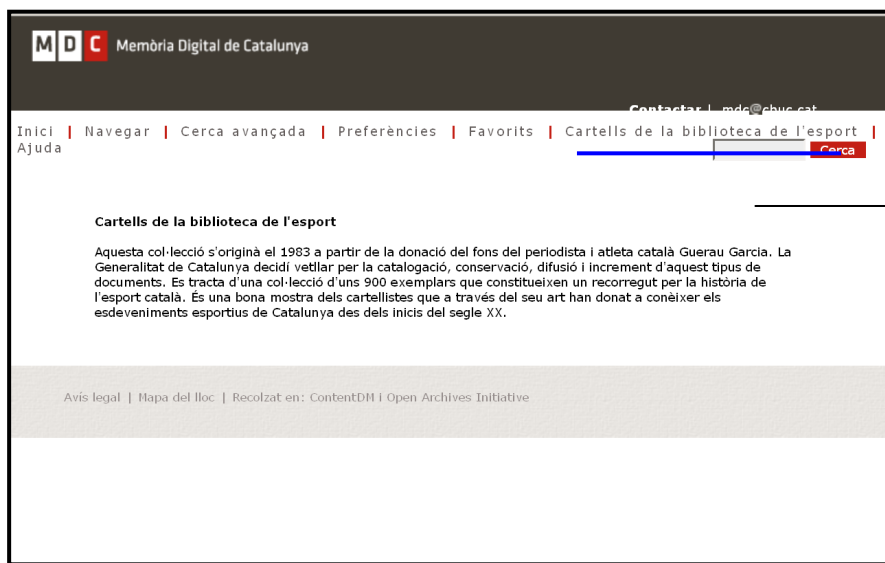 MDC Memòria Digital de Catalunya
Contactar | mdc@cbuc.cat
Inici | Navegar | Cerca avançada | Preferències | Favorits | Cartells de la biblioteca de l'esport |
Ajuda
Cerca
Cartells de la biblioteca de l'esport
Aquesta col·lecció s'originà el 1983 a partir de la donació del fons del periodista i atleta català Guerau Garcia. La
Generalitat de Catalunya decidí vetllar per la catalogació, conservació, difusió i increment d'aquest tipus de
documents. Es tracta d'una col·lecció d'uns 900 exemplars que constitueixen un recorregut per la història de
l'esport català. És una bona mostra dels cartellistes que a través del seu art han donat a conèixer els
esdeveniments esportius de Catalunya des dels inicis del segle XX.
Avís legal | Mapa del lloc | Recolzat en: ContentDM i Open Archives Initiative